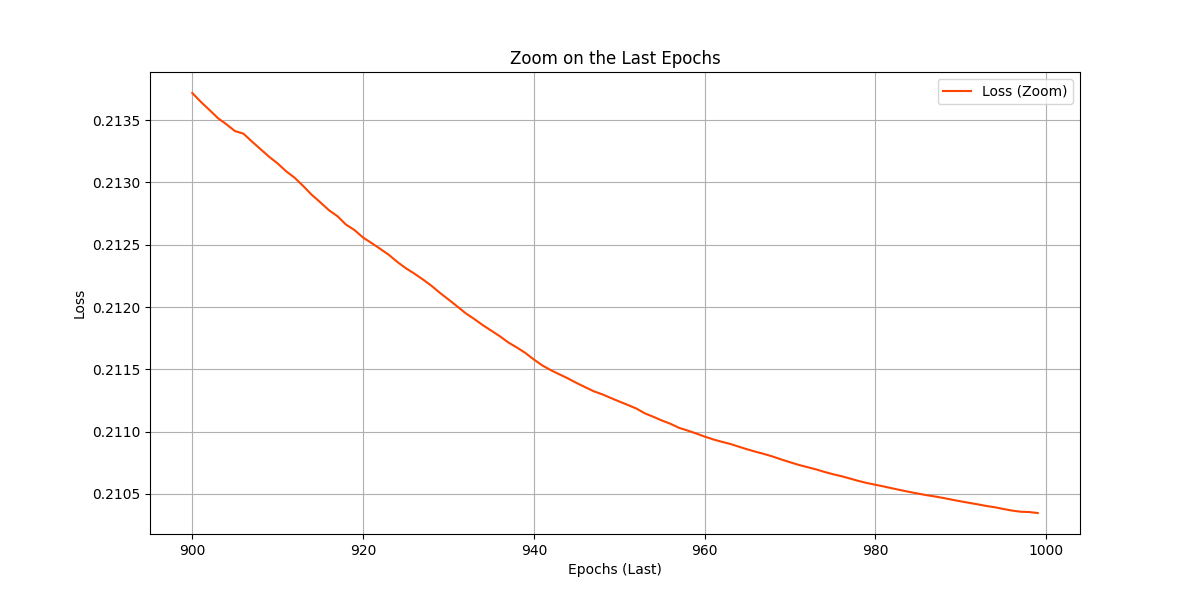 Zoom on the Last Epochs
Loss (Zoom)
Loss
0.2135
0.2130
0.2125
0.2120
0.2115
0.2110
0.2105
900 920 940 960 980 1000
Epochs (Last)